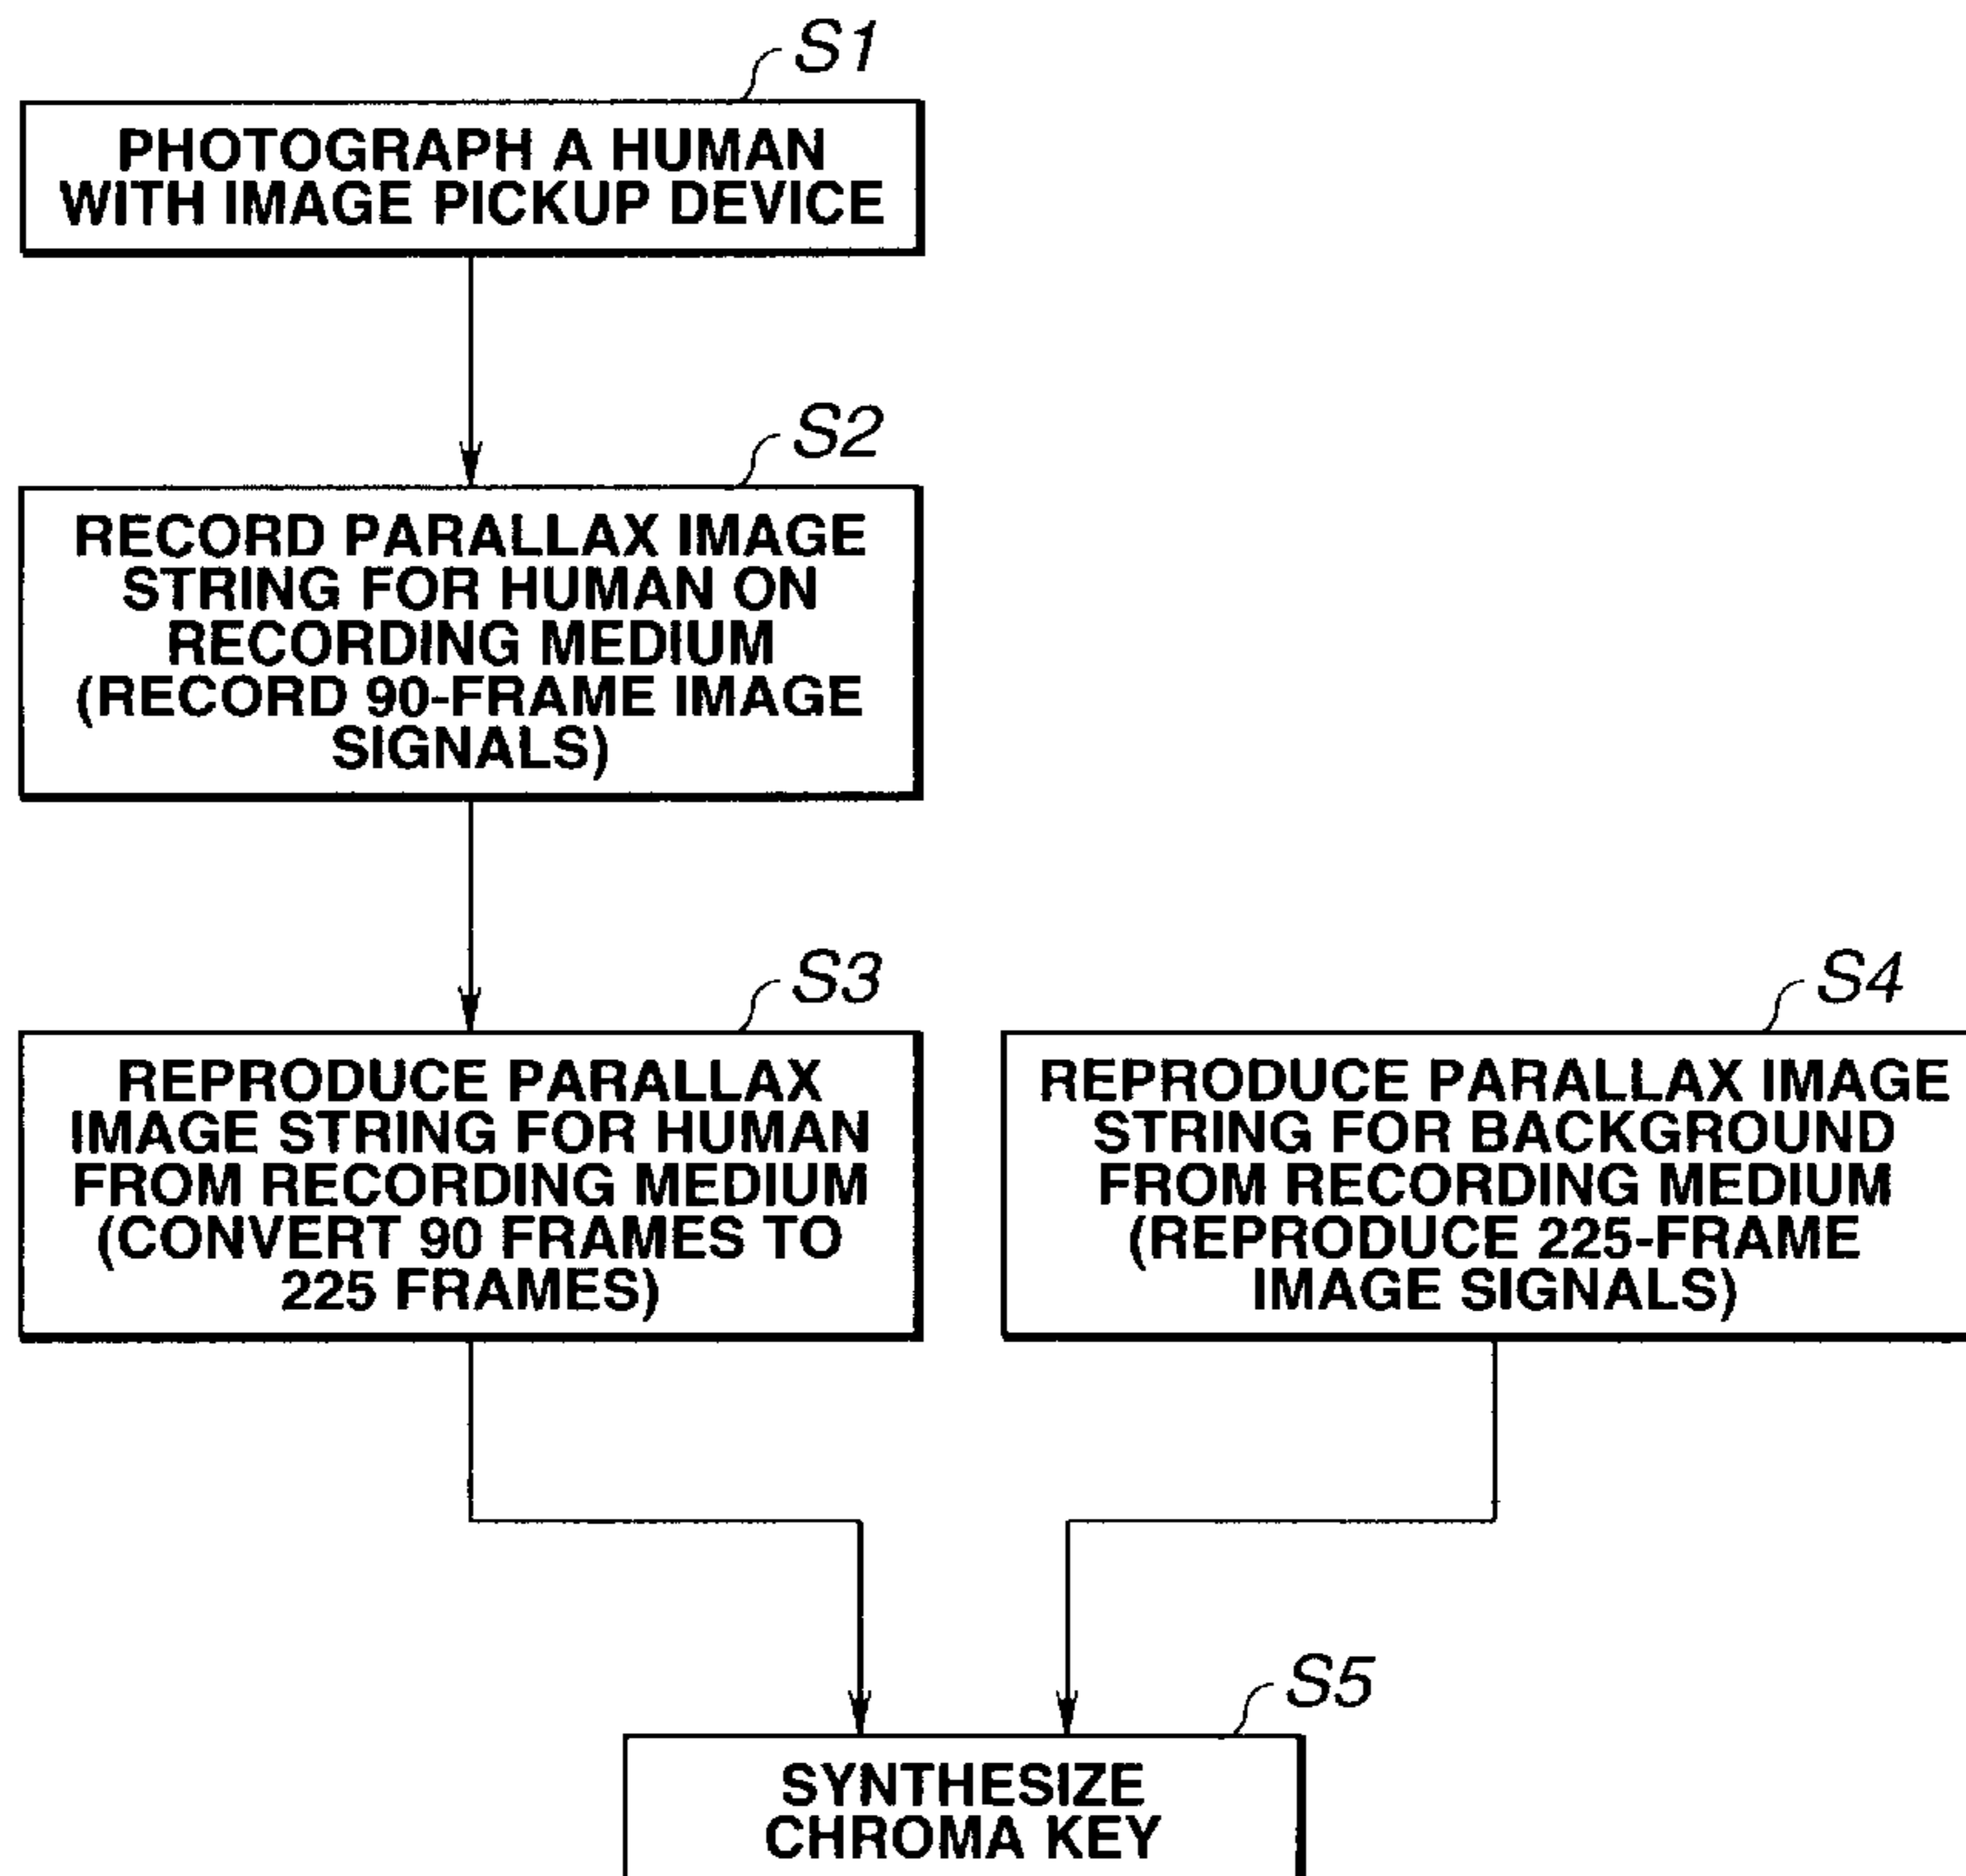 S1
PHOTOGRAPH A HUMAN
WITH IMAGE PICKUP DEVICE
S2
RECORD PARALLAX IMAGE
STRING FOR HUMAN ON
RECORDING MEDIUM
(RECORD 90-FRAME IMAGE
SIGNALS)
S3
REPRODUCE PARALLAX
IMAGE STRING FOR HUMAN
FROM RECORDING MEDIUM
(CONVERT 90 FRAMES TO
225 FRAMES)
S4
REPRODUCE PARALLAX IMAGE
STRING FOR BACKGROUND
FROM RECORDING MEDIUM
(REPRODUCE 225-FRAME
IMAGE SIGNALS)
S5
SYNTHESIZE
CHROMA KEY